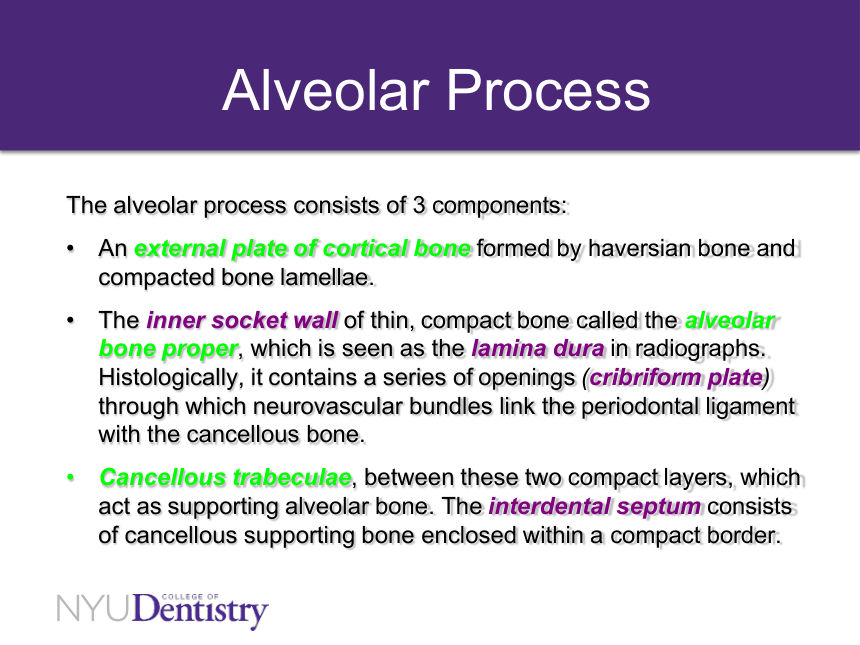 Alveolar Process
The alveolar process consists of 3 components:
• An external plate of cortical bone formed by haversian bone and
compacted bone lamellae.
• The inner socket wall of thin, compact bone called the alveolar
bone proper, which is seen as the lamina dura in radiographs.
Histologically, it contains a series of openings (cribriform plate)
through which neurovascular bundles link the periodontal ligament
with the cancellous bone.
• Cancellous trabeculae, between these two compact layers, which
act as supporting alveolar bone. The interdental septum consists
of cancellous supporting bone enclosed within a compact border.
COLLEGE OF
NYU Dentistry